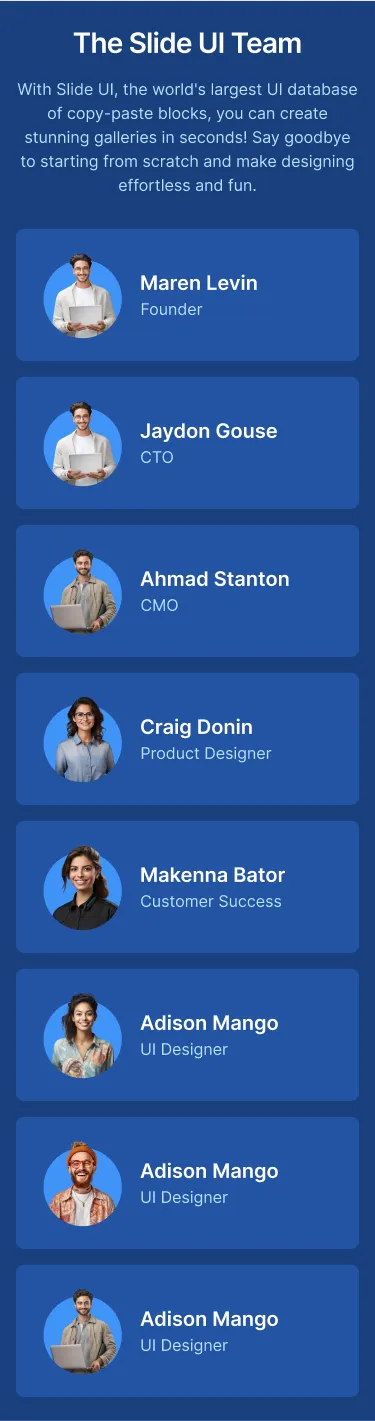 The Slide UI Team
With Slide UI, the world's largest UI database
of copy-paste blocks, you can create
stunning galleries in seconds! Say goodbye
to starting from scratch and make designing
effortless and fun.
Maren Levin
Founder
Jaydon Gouse
CTO
Ahmad Stanton
CMO
Craig Donin
Product Designer
Makenna Bator
Customer Success
Adison Mango
UI Designer
Adison Mango
UI Designer
Adison Mango
UI Designer